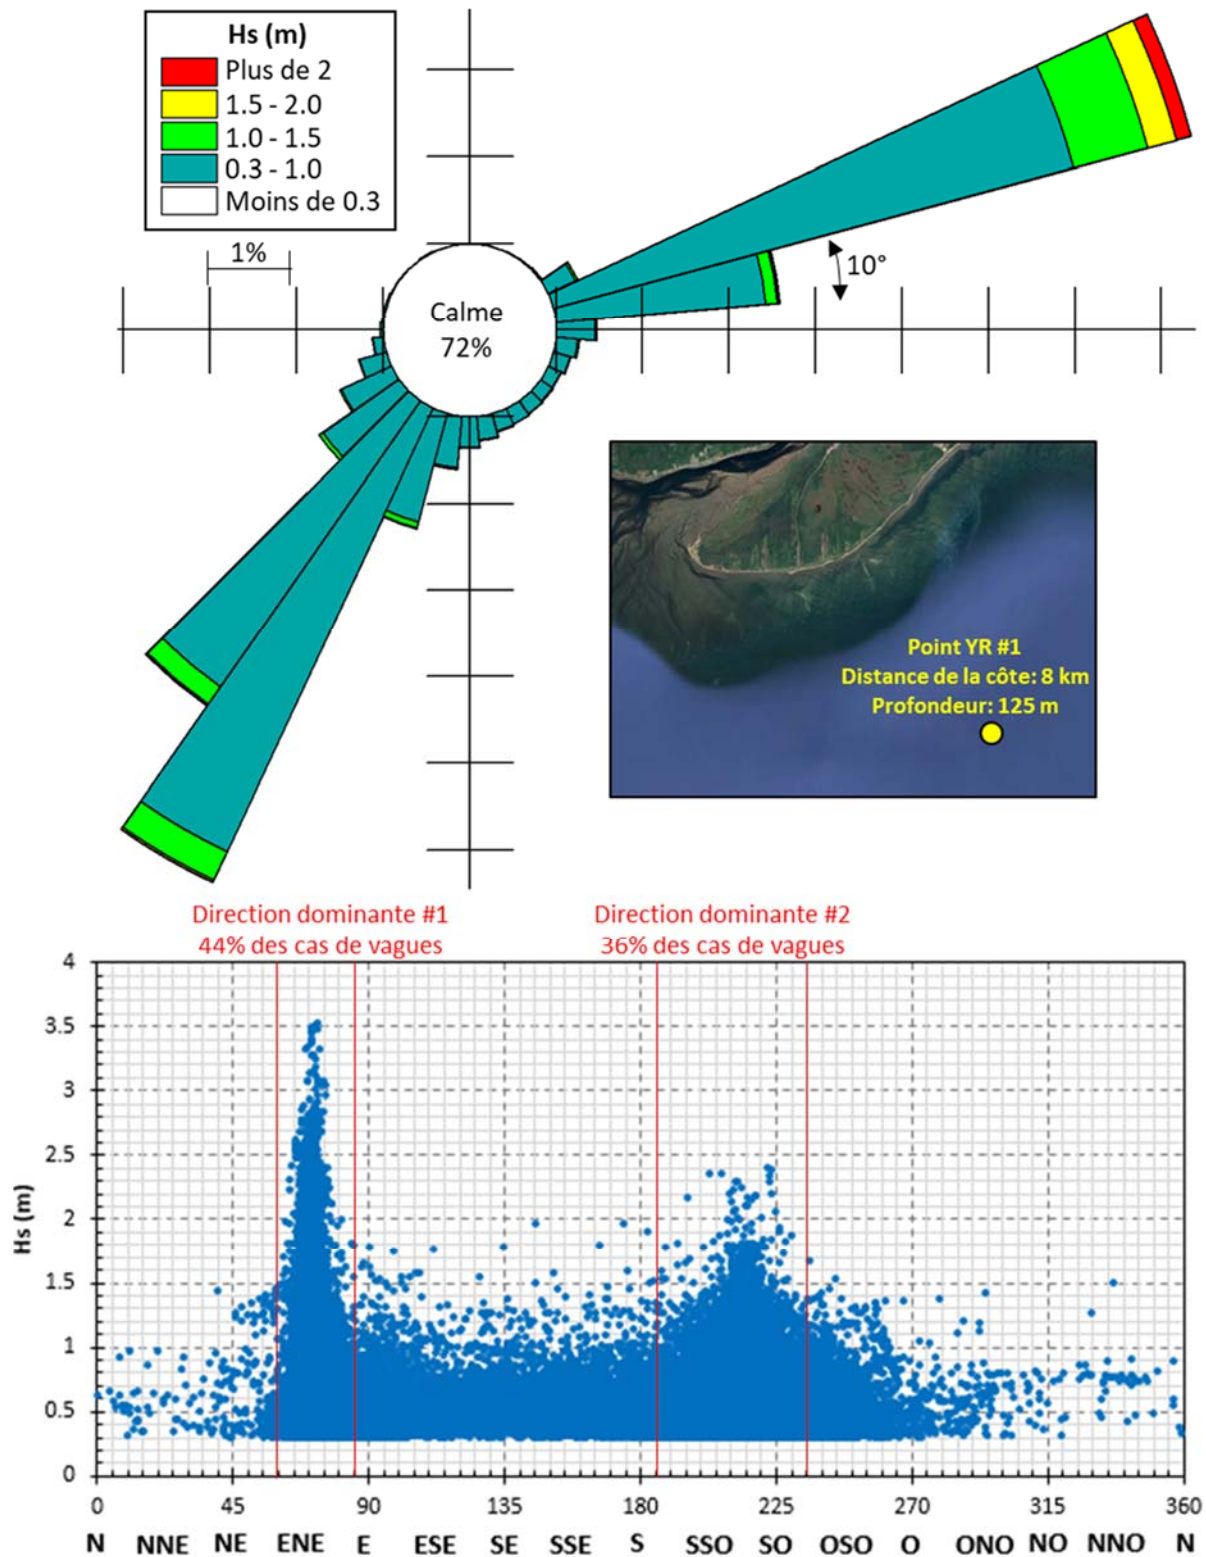 Hs (m)
Plus de 2
1.5 - 2.0
1.0 - 1.5
0.3 - 1.0
Moins de 0.3
1%
10°
Calme
72%
Point YR #1
Distance de la côte: 8 km
Profondeur: 125 m
Direction dominante #1
44% des cas de vagues
Direction dominante #2
36% des cas de vagues
4
3.5
3
2.5
2
1.5
1
0.5
0
Hs (m)
0 45 90 135 180 225 270 315 360
N NNE NE ENE E ESE SE SSE S SSO SO OSO O ONO NO NNO N